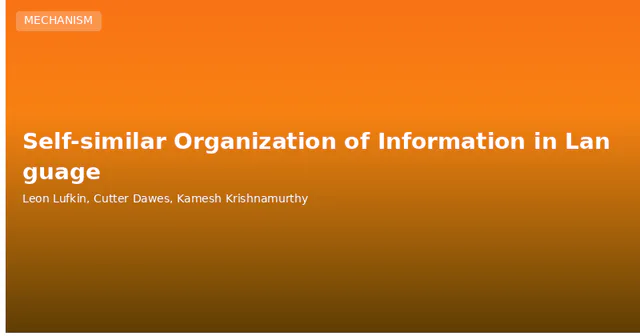 MECHANISM
Self-similar Organization of Information in Lan
guage
Leon Lufkin, Cutter Dawes, Kamesh Krishnamurthy